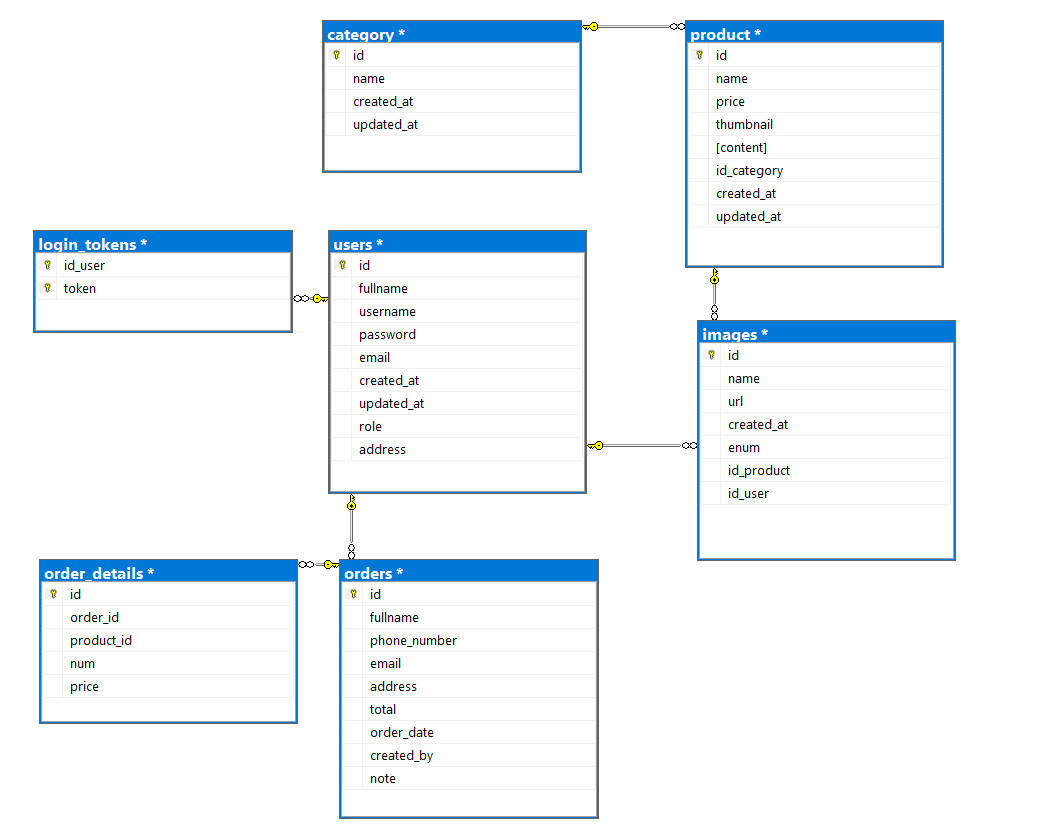 category *
id
name
created_at
updated_at
product *
id
name
price
thumbnail
[content]
id_category
created_at
updated_at
login_tokens *
id_user
token
users *
id
fullname
username
password
email
created_at
updated_at
role
address
images *
id
name
url
created_at
enum
id_product
id_user
order_details *
id
order_id
product_id
num
price
orders *
id
fullname
phone_number
email
address
total
order_date
created_by
note